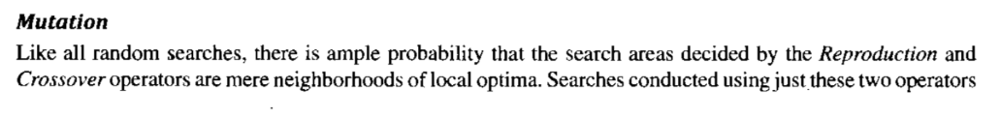 Mutation
Like all random searches, there is ample probability that the search areas decided by the Reproduction and
Crossover operators are mere neighborhoods of local optima. Searches conducted using just these two operators